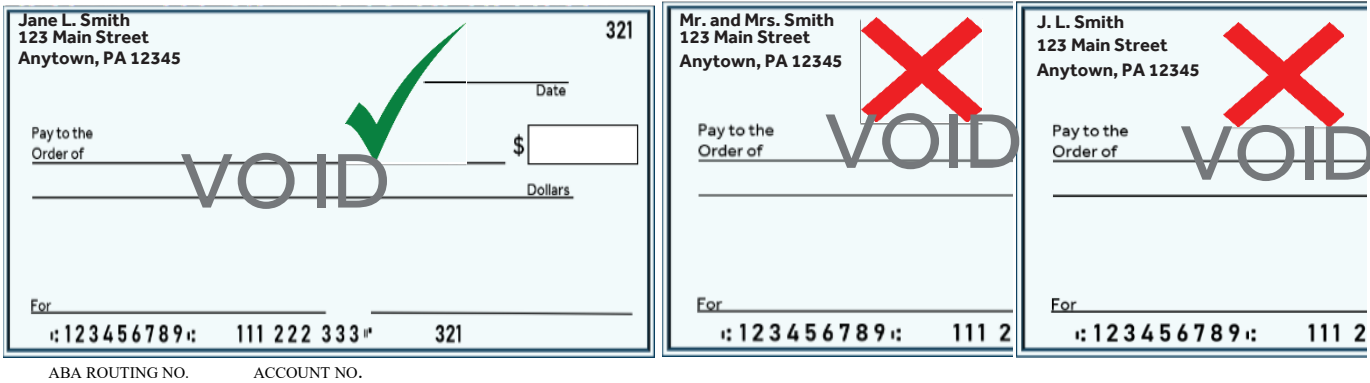 Jane L. Smith
123 Main Street
Anytown, PA 12345
321
Date
Pay to the
Order of
$
VOID
Dollars
For
⑆123456789⑆ 111 222 333⑈ 321
ABA ROUTING NO. ACCOUNT NO.
Mr. and Mrs. Smith
123 Main Street
Anytown, PA 12345
Pay to the
Order of
VOID
For
⑆123456789⑆ 111 2
J. L. Smith
123 Main Street
Anytown, PA 12345
Pay to the
Order of
VOID
For
⑆123456789⑆ 111 2